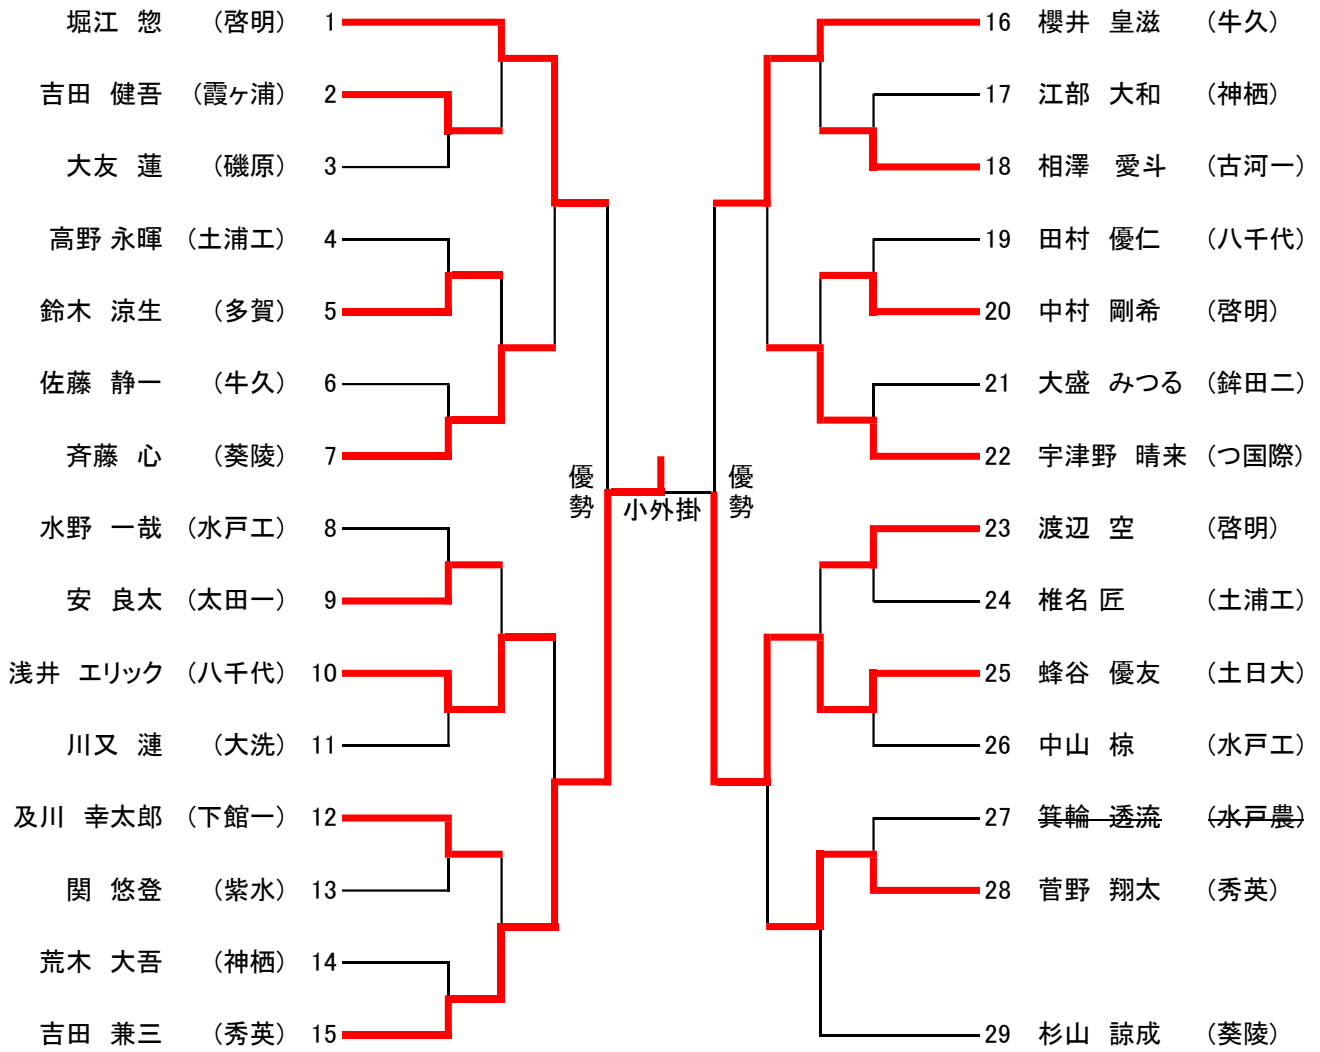 堀江 惣 (啓明) 1
吉田 健吾 (霞ヶ浦) 2
大友 蓮 (磯原) 3
高野 永暉 (土浦工) 4
鈴木 涼生 (多賀) 5
佐藤 静一 (牛久) 6
斉藤 心 (葵陵) 7
水野 一哉 (水戸工) 8
安 良太 (太田一) 9
浅井 エリック (八千代) 10
川又 漣 (大洗) 11
及川 幸太郎 (下館一) 12
関 悠登 (紫水) 13
荒木 大吾 (神栖) 14
吉田 兼三 (秀英) 15
優勢
小外掛
優勢
16 櫻井 皇滋 (牛久)
17 江部 大和 (神栖)
18 相澤 愛斗 (古河一)
19 田村 優仁 (八千代)
20 中村 剛希 (啓明)
21 大盛 みつる (鉾田二)
22 宇津野 晴来 (つ国際)
23 渡辺 空 (啓明)
24 椎名 匠 (土浦工)
25 蜂谷 優友 (土日大)
26 中山 椋 (水戸工)
27 箕輪 透流 (水戸農)
28 菅野 翔太 (秀英)
29 杉山 諒成 (葵陵)